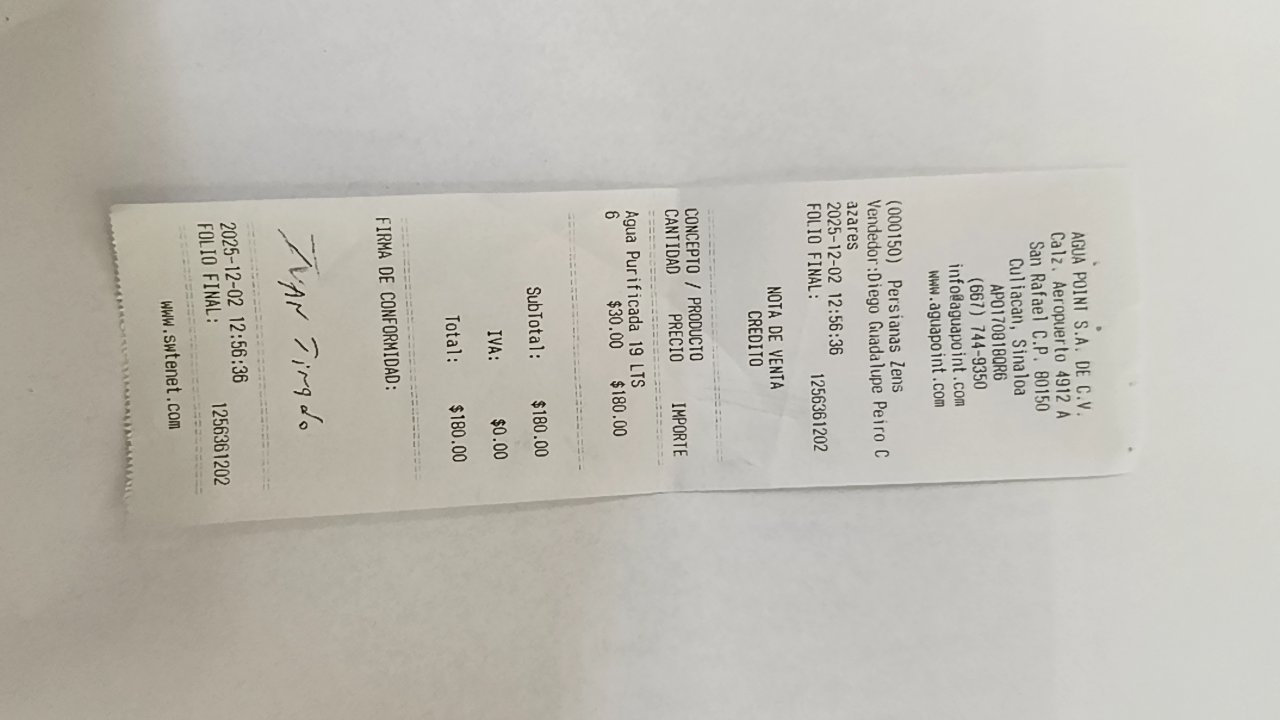 AGUA POINT S.A. DE C.V.
Calz. Aeropuerto 4912 A
San Rafael C.P. 80150
Culiacan, Sinaloa
APO170818QR6
(667) 744-9350
info@aguapoint.com
www.aguapoint.com
(000150) Persianas Zens
Vendedor:Diego Guadalupe Peiro C
azares
2025-12-02 12:56:36
FOLIO FINAL: 1256361202
NOTA DE VENTA
CREDITO
CONCEPTO / PRODUCTO
CANTIDAD PRECIO IMPORTE
Agua Purificada 19 LTS
6 $30.00 $180.00
SubTotal: $180.00
IVA: $0.00
Total: $180.00
FIRMA DE CONFORMIDAD:
2025-12-02 12:56:36
FOLIO FINAL: 1256361202
www.swtenet.com